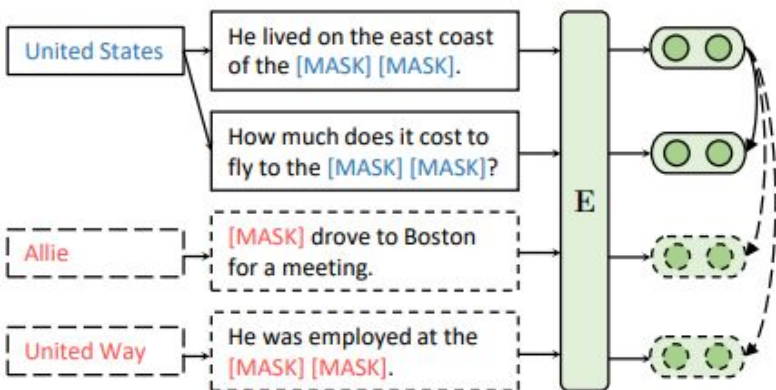 United States
He lived on the east coast
of the [MASK] [MASK].
How much does it cost to
fly to the [MASK] [MASK]?
E
Allie
[MASK] drove to Boston
for a meeting.
United Way
He was employed at the
[MASK] [MASK].